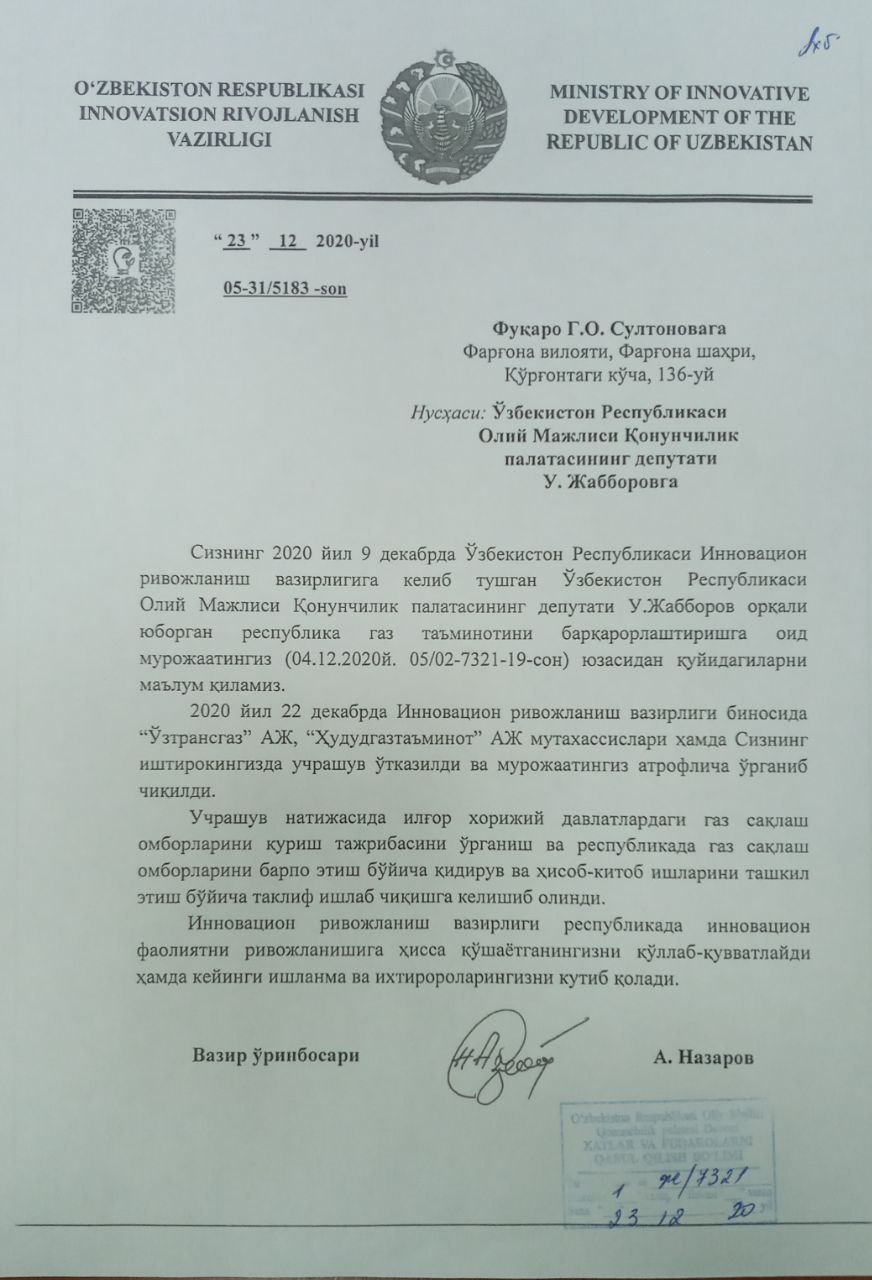 O‘ZBEKISTON RESPUBLIKASI
INNOVATSION RIVOJLANISH
VAZIRLIGI
MINISTRY OF INNOVATIVE
DEVELOPMENT OF THE
REPUBLIC OF UZBEKISTAN
“ 23 ” 12 2020-yil
05-31/5183 -son
Фуқаро Г.О. Султоновага
Фарғона вилояти, Фарғона шаҳри,
Қўрғонтаги кўча, 136-уй
Нусҳаси: Ўзбекистон Республикаси
Олий Мажлиси Қонунчилик
палатасининг депутати
У. Жабборовга
Сизнинг 2020 йил 9 декабрда Ўзбекистон Республикаси Инновацион
ривожланиш вазирлигига келиб тушган Ўзбекистон Республикаси
Олий Мажлиси Қонунчилик палатасининг депутати У.Жабборов орқали
юборган республика газ таъминотини барқарорлаштиришга оид
мурожаатингиз (04.12.2020й. 05/02-7321-19-сон) юзасидан қуйидагиларни
маълум қиламиз.
2020 йил 22 декабрда Инновацион ривожланиш вазирлиги биносида
“Ўзтрансгаз” АЖ, “Ҳудудгазтаъминот” АЖ мутахассислари ҳамда Сизнинг
иштирокингизда учрашув ўтказилди ва мурожаатингиз атрофлича ўрганиб
чиқилди.
Учрашув натижасида илғор хорижий давлатлардаги газ сақлаш
омборларини қуриш тажрибасини ўрганиш ва республикада газ сақлаш
омборларини барпо этиш бўйича қидирув ва ҳисоб-китоб ишларини ташкил
этиш бўйича таклиф ишлаб чиқишга келишиб олинди.
Инновацион ривожланиш вазирлиги республикада инновацион
фаолиятни ривожланишига ҳисса қўшаётганингизни қўллаб-қувватлайди
ҳамда кейинги ишланма ва ихтироророларингизни кутиб қолади.
Вазир ўринбосари
А. Назаров
O‘zbekiston Respublikasi Oliy Majlisi
Qonunchilik palatasi Devoni
XATLAR VA FUQAROLARNI
QABUL QILISH BO‘LIMI
1 /7321
23 12 20